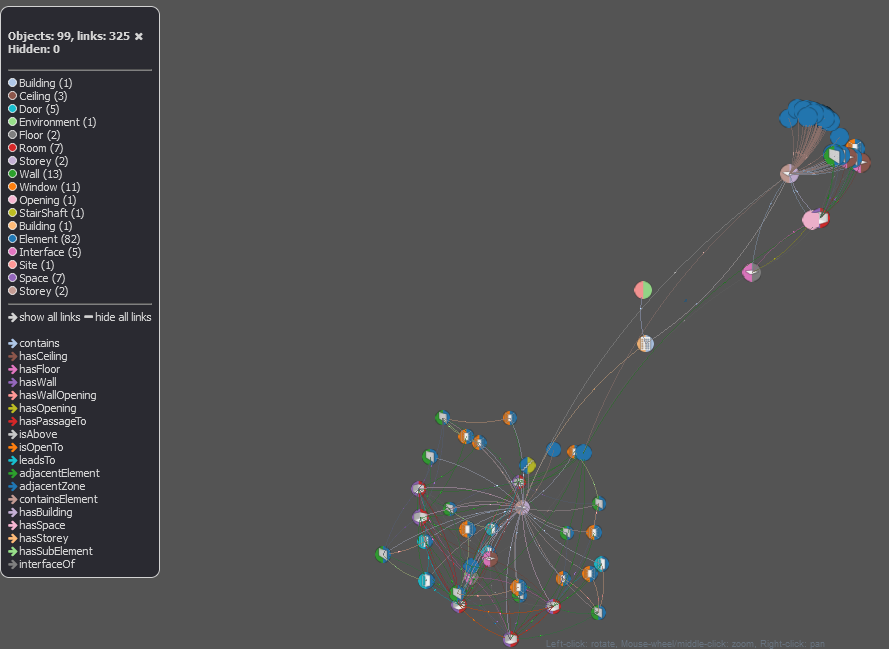 Objects: 99, links: 325 ✖
Hidden: 0
Building (1)
Ceiling (3)
Door (5)
Environment (1)
Floor (2)
Room (7)
Storey (2)
Wall (13)
Window (11)
Opening (1)
StairShaft (1)
Building (1)
Element (82)
Interface (5)
Site (1)
Space (7)
Storey (2)
show all links hide all links
contains
hasCeiling
hasFloor
hasWall
hasWallOpening
hasOpening
hasPassageTo
isAbove
isOpenTo
leadsTo
adjacentElement
adjacentZone
containsElement
hasBuilding
hasSpace
hasStorey
hasSubElement
interfaceOf
Left-click: rotate, Mouse-wheel/middle-click: zoom, Right-click: pan